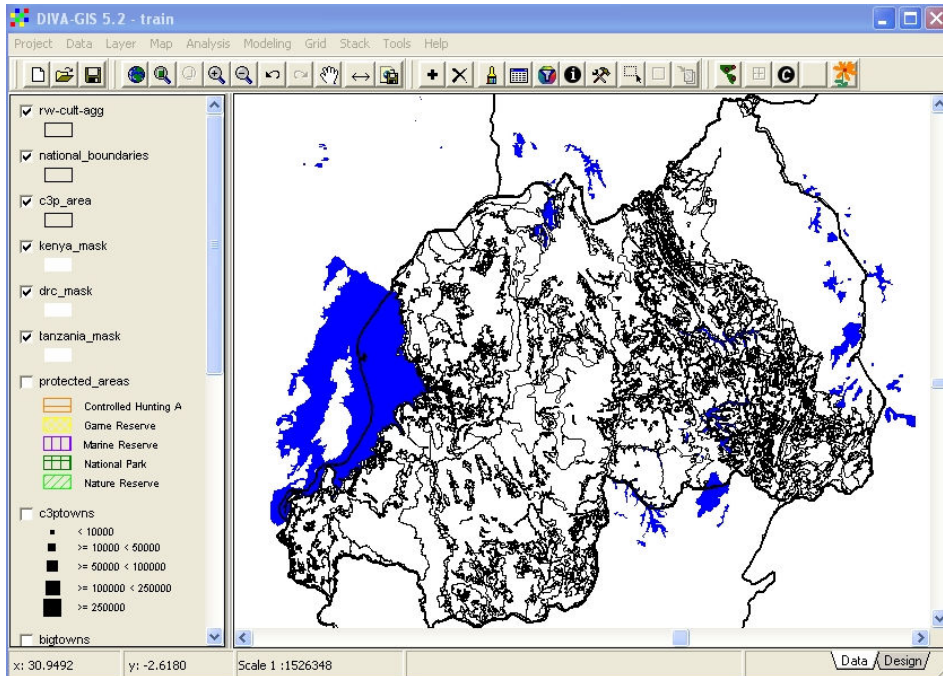 DIVA-GIS 5.2 - train
Project Data Layer Map Analysis Modeling Grid Stack Tools Help
rw-cult-agg
national_boundaries
c3p_area
kenya_mask
drc_mask
tanzania_mask
protected_areas
Controlled Hunting A
Game Reserve
Marine Reserve
National Park
Nature Reserve
c3ptowns
< 10000
>= 10000 < 50000
>= 50000 < 100000
>= 100000 < 250000
>= 250000
bigtowns
x: 30.9492 y: -2.6180 Scale 1 :1526348 Data Design